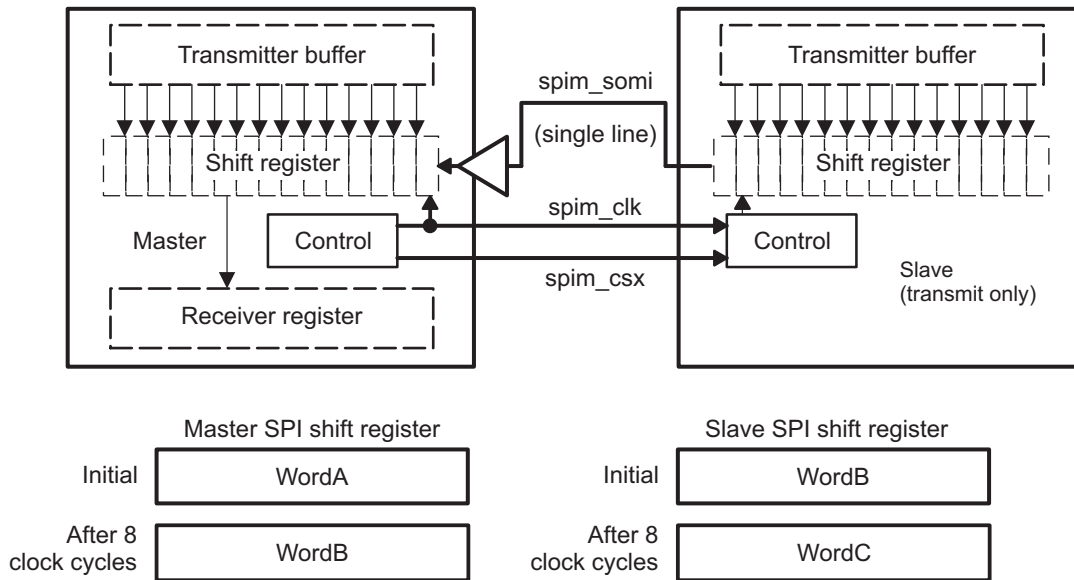 Transmitter buffer
Transmitter buffer
spim_somi
(single line)
Shift register
Shift register
spim_clk
Master
Control
Control
spim_csx
Slave
(transmit only)
Receiver register
Master SPI shift register
Slave SPI shift register
Initial
WordA
Initial
WordB
After 8
clock cycles
WordB
After 8
clock cycles
WordC